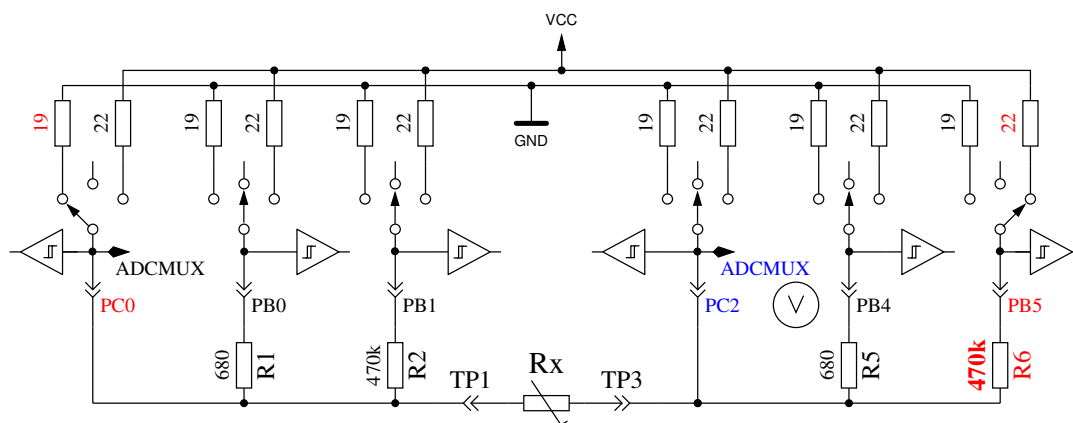 VCC
19
22
19
22
19
22
GND
19
22
19
22
19
22
ADCMUX
ADCMUX
PC0
PB0
PB1
PC2
V
PB4
PB5
680
R1
470k
R2
TP1
Rx
TP3
680
R5
470k
R6